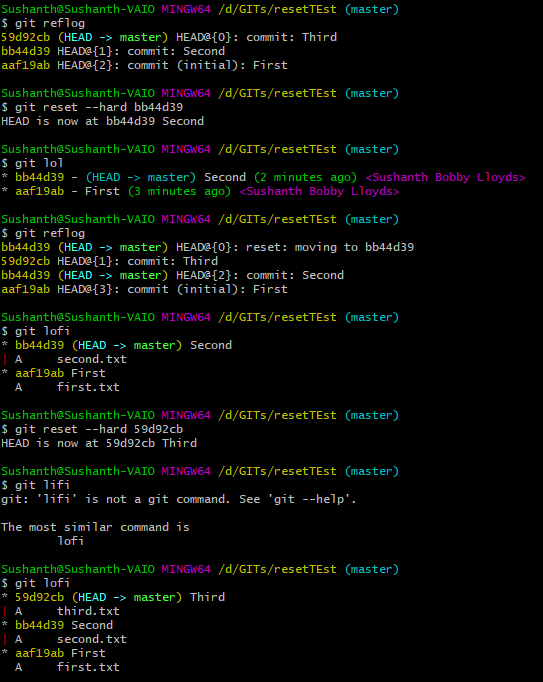 Sushanth@Sushanth-VAIO MINGW64 /d/GITs/resetTEst (master)
$ git reflog
59d92cb (HEAD -> master) HEAD@{0}: commit: Third
bb44d39 HEAD@{1}: commit: Second
aaf19ab HEAD@{2}: commit (initial): First
Sushanth@Sushanth-VAIO MINGW64 /d/GITs/resetTEst (master)
$ git reset --hard bb44d39
HEAD is now at bb44d39 Second
Sushanth@Sushanth-VAIO MINGW64 /d/GITs/resetTEst (master)
$ git lol
* bb44d39 - (HEAD -> master) Second (2 minutes ago) <Sushanth Bobby Lloyds>
* aaf19ab - First (3 minutes ago) <Sushanth Bobby Lloyds>
Sushanth@Sushanth-VAIO MINGW64 /d/GITs/resetTEst (master)
$ git reflog
bb44d39 (HEAD -> master) HEAD@{0}: reset: moving to bb44d39
59d92cb HEAD@{1}: commit: Third
bb44d39 (HEAD -> master) HEAD@{2}: commit: Second
aaf19ab HEAD@{3}: commit (initial): First
Sushanth@Sushanth-VAIO MINGW64 /d/GITs/resetTEst (master)
$ git lofi
* bb44d39 (HEAD -> master) Second
| A     second.txt
* aaf19ab First
  A     first.txt
Sushanth@Sushanth-VAIO MINGW64 /d/GITs/resetTEst (master)
$ git reset --hard 59d92cb
HEAD is now at 59d92cb Third
Sushanth@Sushanth-VAIO MINGW64 /d/GITs/resetTEst (master)
$ git lifi
git: 'lifi' is not a git command. See 'git --help'.
The most similar command is
        lofi
Sushanth@Sushanth-VAIO MINGW64 /d/GITs/resetTEst (master)
$ git lofi
* 59d92cb (HEAD -> master) Third
| A     third.txt
* bb44d39 Second
| A     second.txt
* aaf19ab First
  A     first.txt